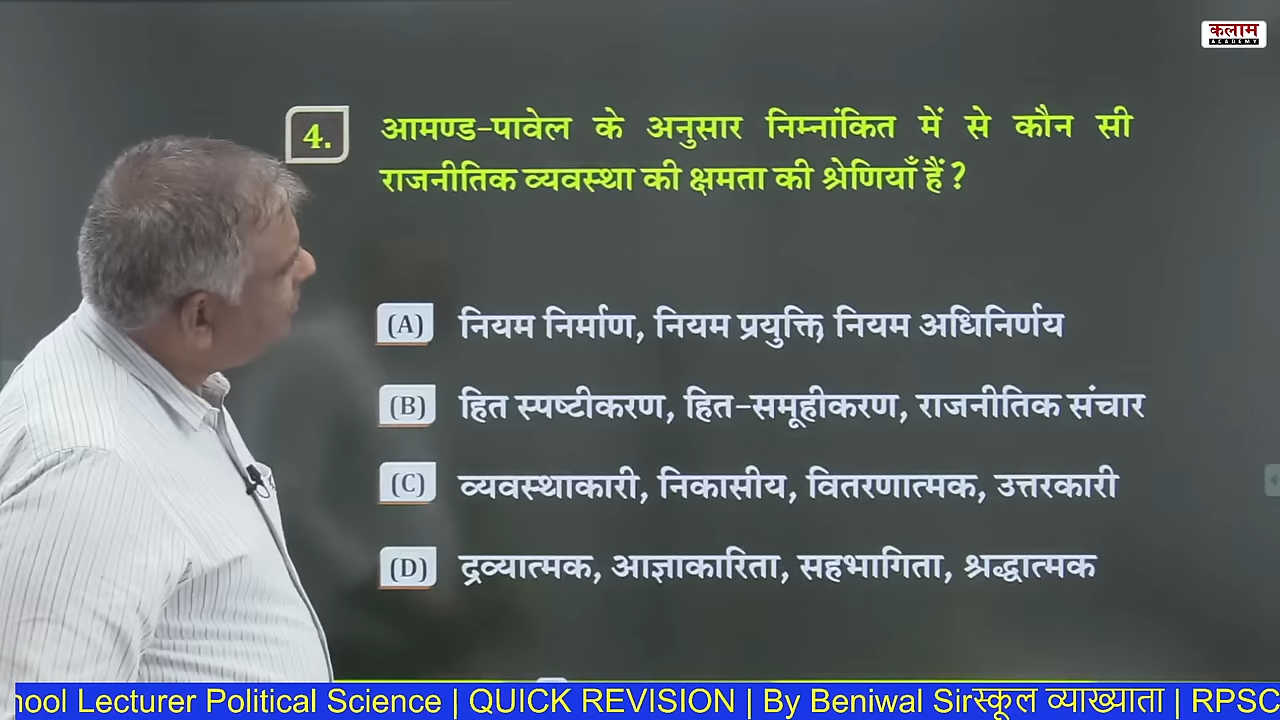 कलाम
ACADEMY
4.
आमण्ड-पावेल के अनुसार निम्नांकित में से कौन सी
राजनीतिक व्यवस्था की क्षमता की श्रेणियाँ हैं ?
(A) नियम निर्माण, नियम प्रयुक्ति, नियम अधिनिर्णय
(B) हित स्पष्टीकरण, हित-समूहीकरण, राजनीतिक संचार
(C) व्यवस्थाकारी, निकासीय, वितरणात्मक, उत्तरकारी
(D) द्रव्यात्मक, आज्ञाकारिता, सहभागिता, श्रद्धात्मक
hool Lecturer Political Science | QUICK REVISION | By Beniwal Sirस्कूल व्याख्याता | RPSC